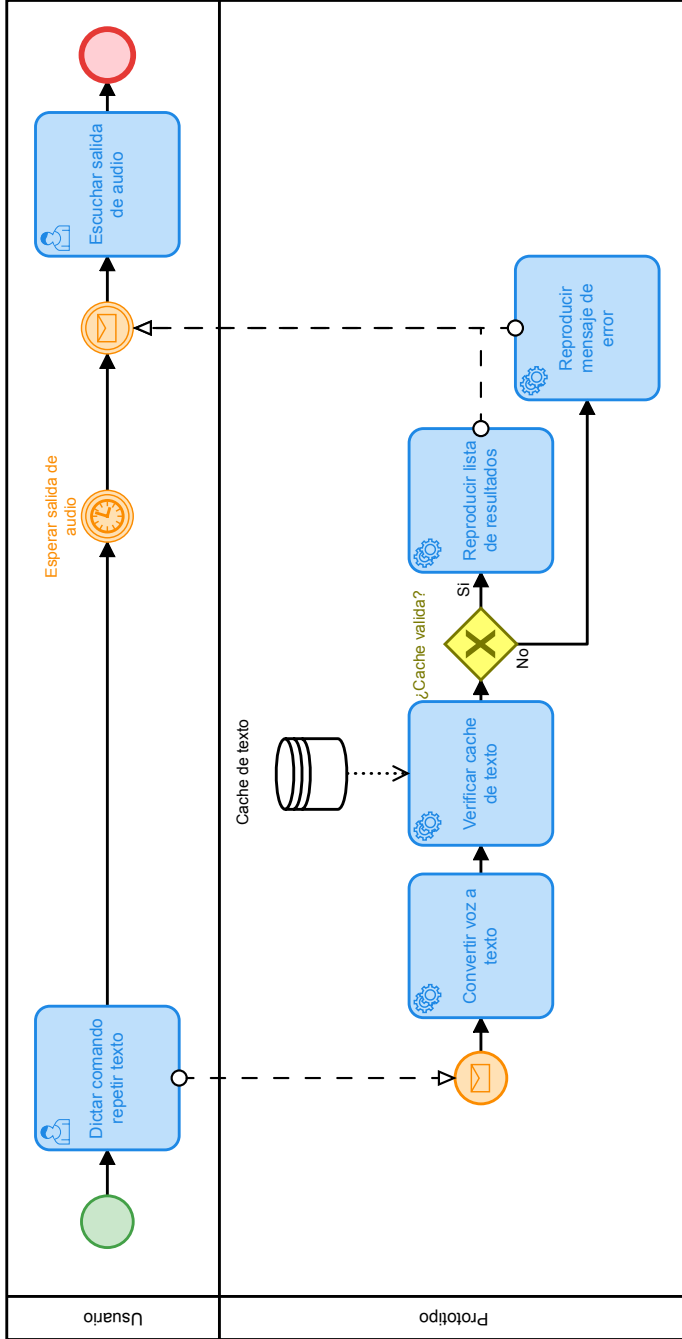 Usuario
Dictar comando
repetir texto
Esperar salida de
audio
Escuchar salida
de audio
Prototipo
Convertir voz a
texto
Cache de texto
Verificar cache
de texto
¿Cache valida?
Si
No
Reproducir lista
de resultados
Reproducir
mensaje de
error